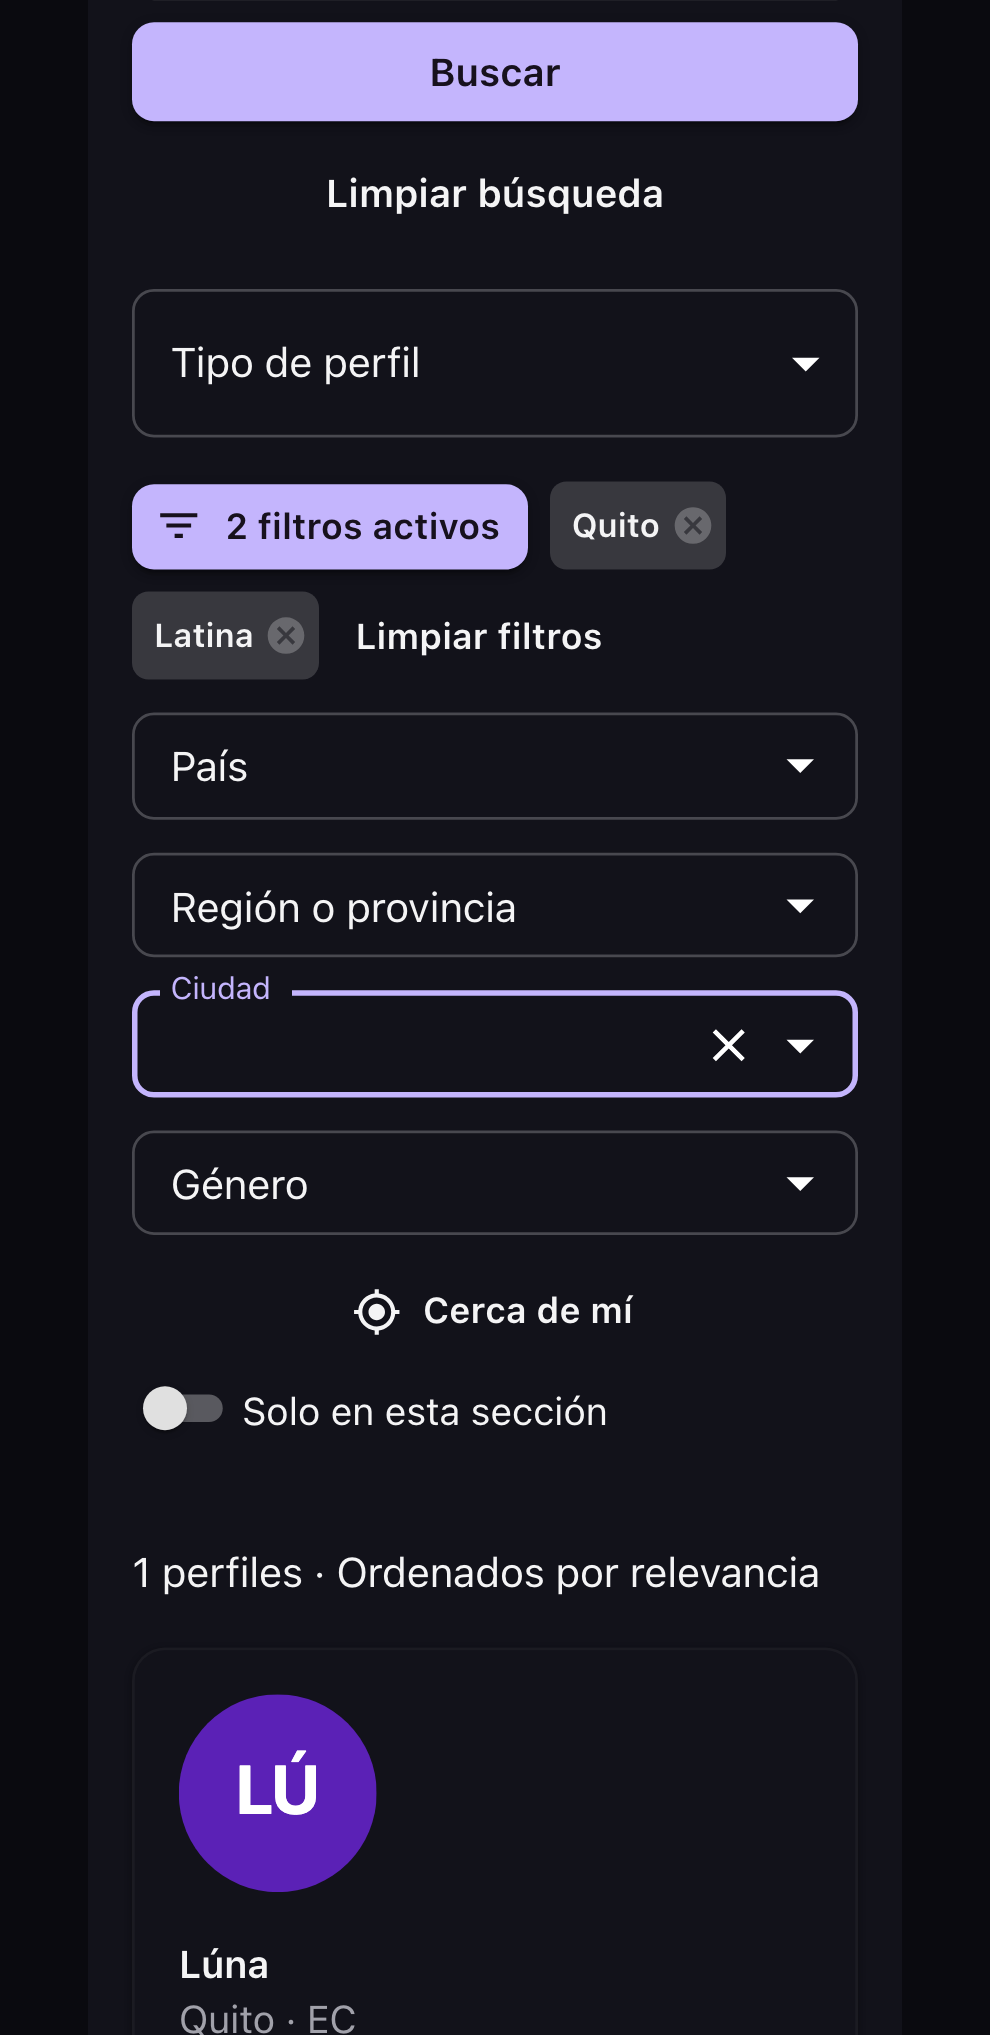 Buscar
Limpiar búsqueda
Tipo de perfil
2 filtros activos
Quito
Latina
Limpiar filtros
País
Región o provincia
Ciudad
Género
Cerca de mí
Solo en esta sección
1 perfiles · Ordenados por relevancia
LÚ
Lúna
Quito · EC